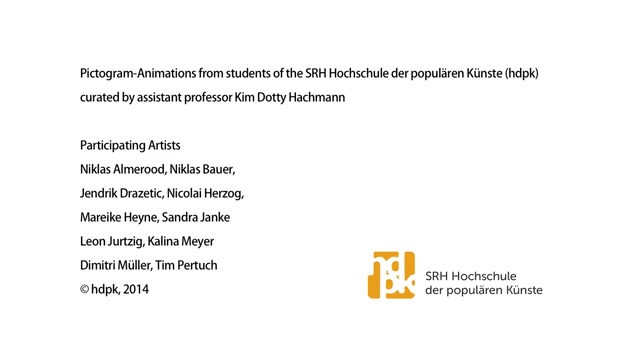 Pictogram-Animations from students of the SRH Hochschule der populären Künste (hdpk)
curated by assistant professor Kim Dotty Hachmann
Participating Artists
Niklas Almerood, Niklas Bauer,
Jendrik Drazetic, Nicolai Herzog,
Mareike Heyne, Sandra Janke
Leon Jurtzig, Kalina Meyer
Dimitri Müller, Tim Pertuch
© hdpk, 2014
hd
pk
SRH Hochschule
der populären Künste